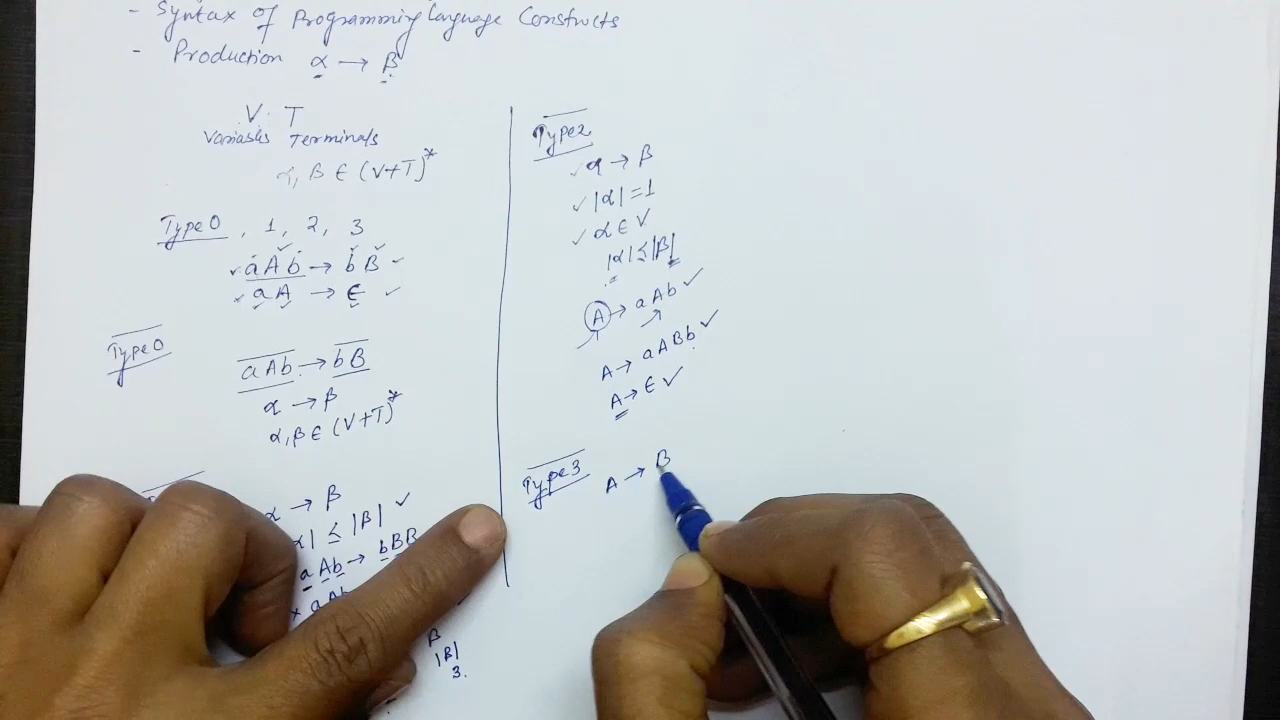 - Syntax of Programming Language Constructs
- Production α → β
V. T
Variables Terminals
α, β ∈ (V+T)*
Type 0, 1, 2, 3
✓ aAb → bB ✓
aA → ϵ ✓
Type 0
aAb → bB
α → β
α, β ∈ (V+T)*
α → β
|α| ≤ |β| ✓
aAb → bBB
× aAb
β
|β|
3.
Type 2
✓ α → β
✓ |α| = 1
✓ α ∈ V
|α| ≤ |β|
A → aAb ✓
A → aABb ✓
A → ϵ ✓
Type 3
A → B